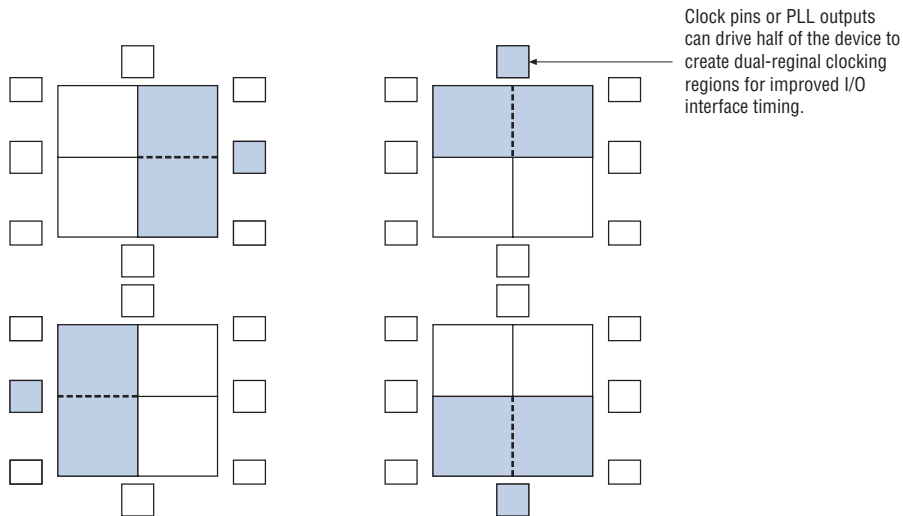 Clock pins or PLL outputs
can drive half of the device to
create dual-reginal clocking
regions for improved I/O
interface timing.